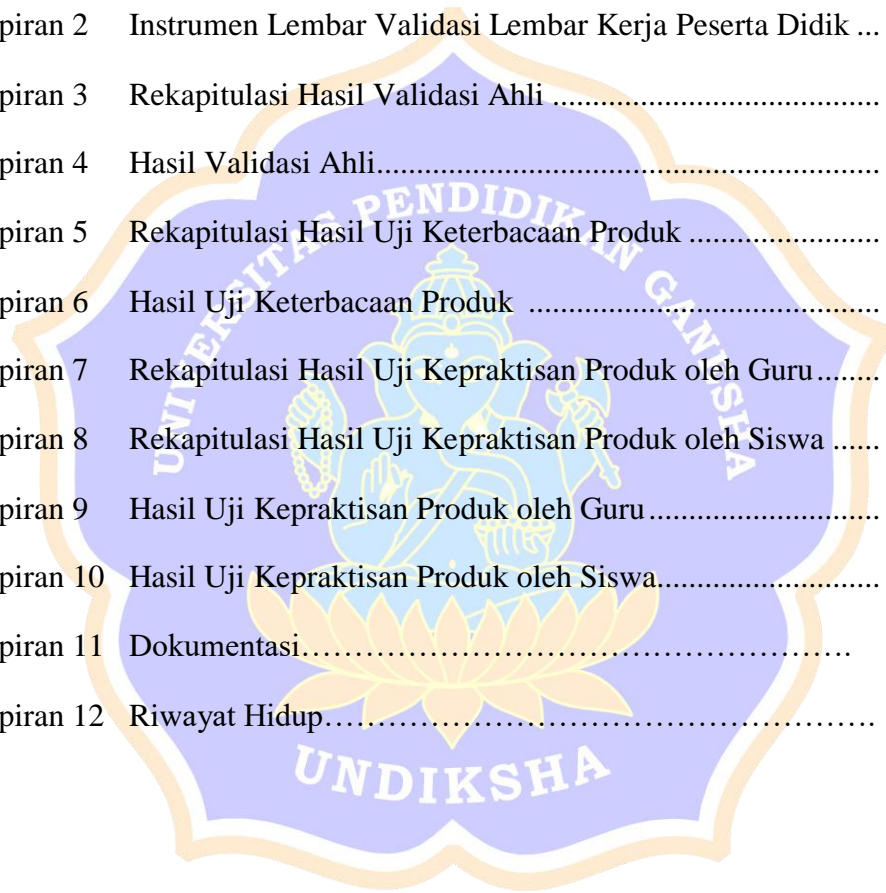 piran 2 Instrumen Lembar Validasi Lembar Kerja Peserta Didik ...
piran 3 Rekapitulasi Hasil Validasi Ahli ..........................................
piran 4 Hasil Validasi Ahli................................................................
piran 5 Rekapitulasi Hasil Uji Keterbacaan Produk ........................
piran 6 Hasil Uji Keterbacaan Produk .............................................
piran 7 Rekapitulasi Hasil Uji Kepraktisan Produk oleh Guru........
piran 8 Rekapitulasi Hasil Uji Kepraktisan Produk oleh Siswa ......
piran 9 Hasil Uji Kepraktisan Produk oleh Guru.............................
piran 10 Hasil Uji Kepraktisan Produk oleh Siswa............................
piran 11 Dokumentasi…………………………………………….
piran 12 Riwayat Hidup…………………………………………….
UNIVERSITAS PENDIDIKAN GANESHA
UNDIKSHA